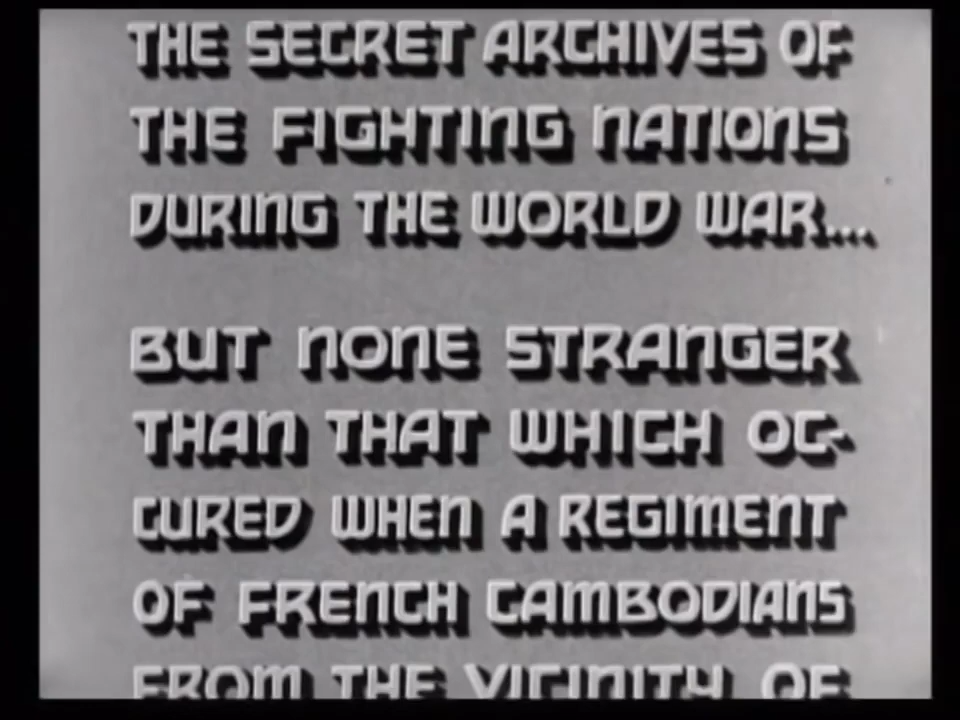 THE SECRET ARCHIVES OF
THE FIGHTING NATIONS
DURING THE WORLD WAR...
BUT NONE STRANGER
THAN THAT WHICH OC-
CURED WHEN A REGIMENT
OF FRENCH CAMBODIANS
FROM THE VICINITY OF